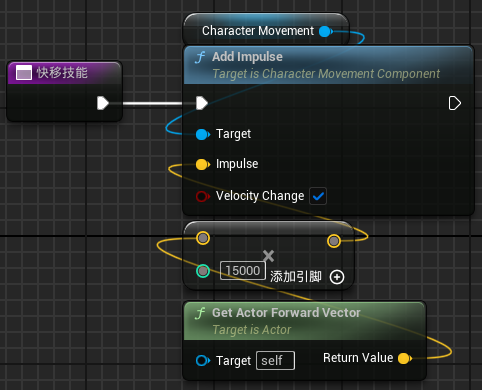 Character Movement
快移技能
Add Impulse
Target is Character Movement Component
Target
Impulse
Velocity Change
15000
添加引脚
Get Actor Forward Vector
Target is Actor
Target self Return Value